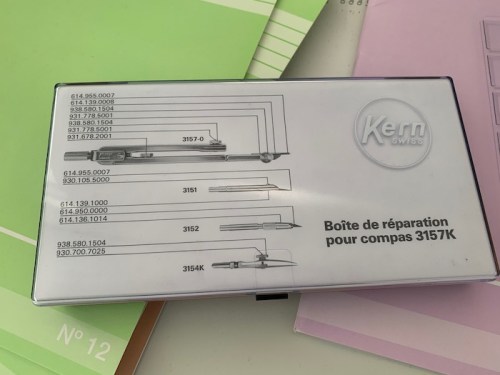 614.955.0007
614.139.0008
938.580.1504
931.778.5001
938.580.1504
931.778.5001
931.678.2001
3157-0
614.955.0007
930.105.5000
3151
614.139.1000
614.950.0000
614.136.1014
3152
938.580.1504
930.700.7025
3154K
Kern
SWISS
Boîte de réparation
pour compas 3157K
Nº 12